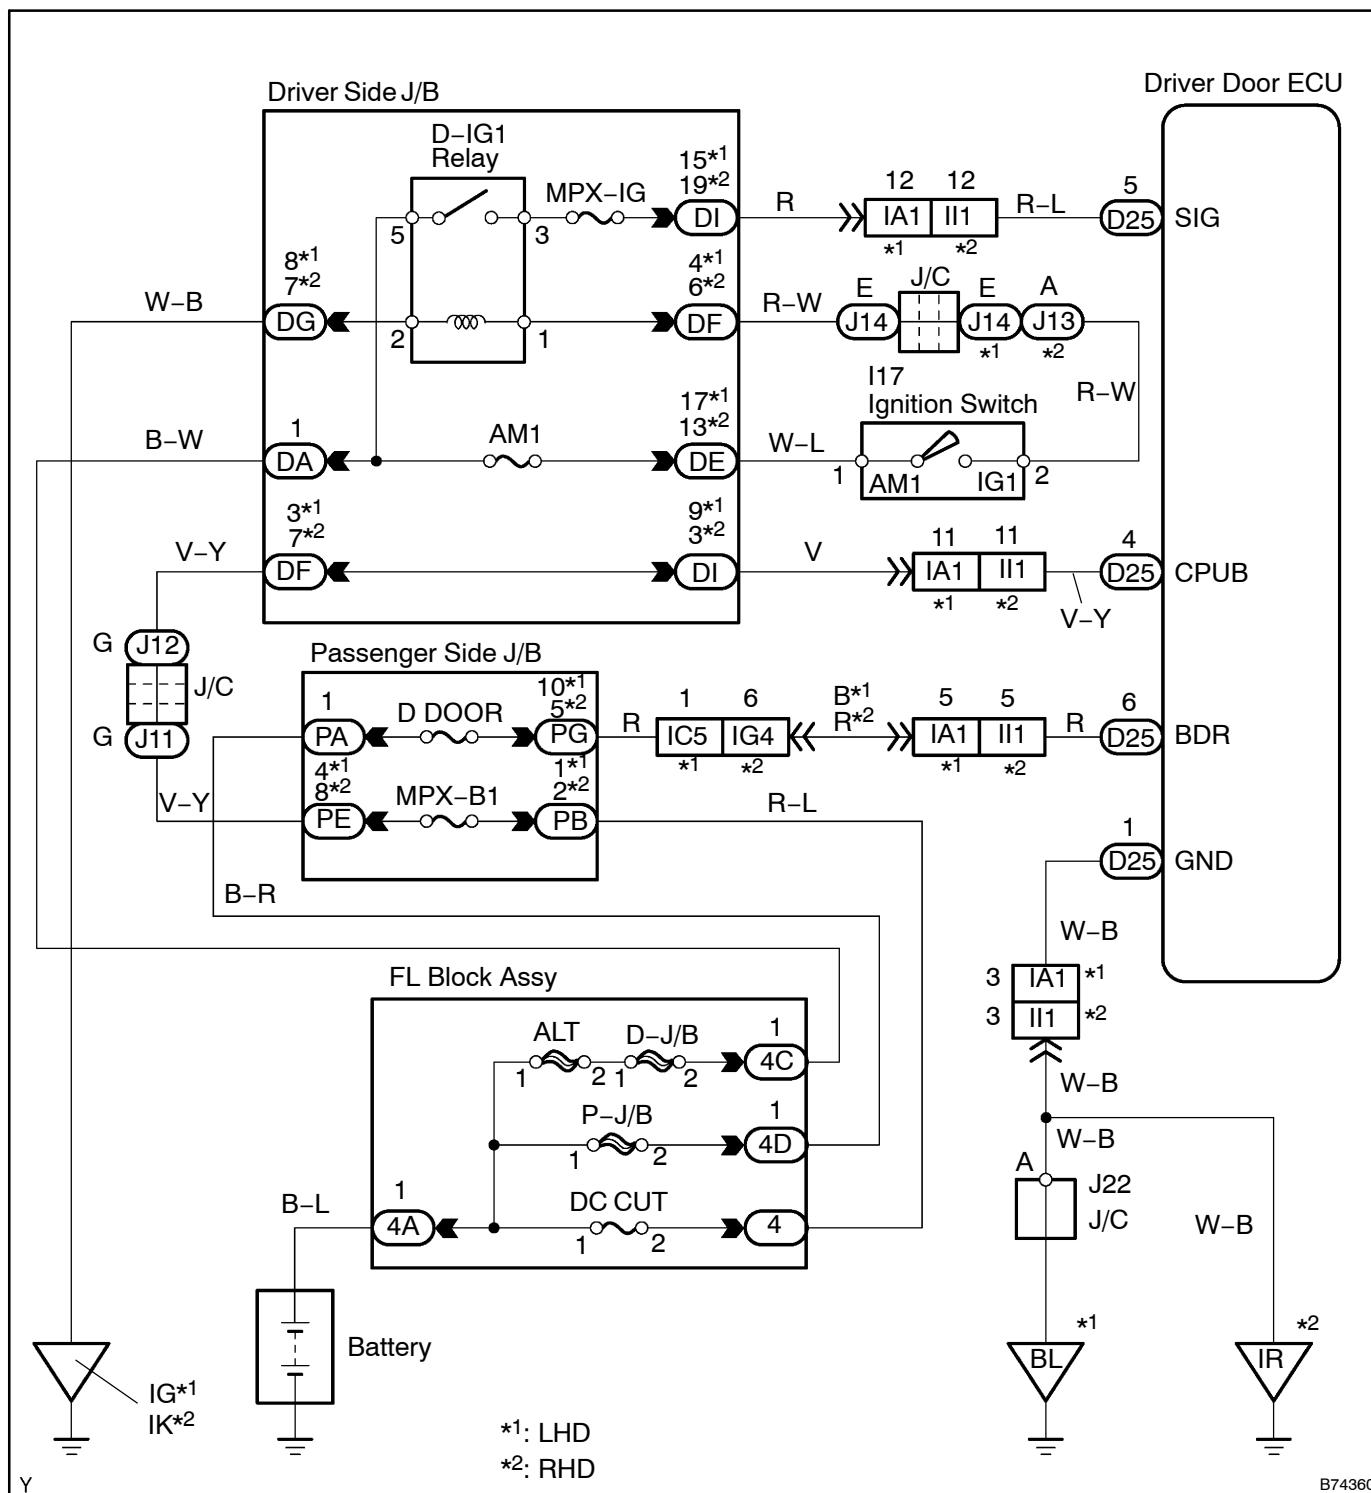 Driver Side J/B
Driver Door ECU
D–IG1
Relay
15*1
19*2
MPX–IG
5
3
DI
R
12
12
IA1
II1
*1
*2
R–L
5
D25
SIG
8*1
7*2
W–B
DG
2
1
4*1
6*2
DF
R–W
E
J14
J/C
E
J14
*1
A
J13
*2
R–W
I17
Ignition Switch
B–W
1
DA
AM1
17*1
13*2
DE
W–L
1
AM1
IG1
2
3*1
7*2
V–Y
DF
9*1
3*2
DI
V
11
11
IA1
II1
*1
*2
V–Y
4
D25
CPUB
G
J12
J/C
G
J11
V–Y
Passenger Side J/B
1
PA
D DOOR
10*1
5*2
PG
R
1
6
IC5
IG4
*1
*2
B*1
R*2
5
5
IA1
II1
*1
*2
R
6
D25
BDR
4*1
8*2
PE
MPX–B1
1*1
2*2
PB
R–L
1
D25
GND
B–R
W–B
3
IA1
*1
3
II1
*2
W–B
W–B
FL Block Assy
ALT
1
2
D–J/B
1
2
1
4C
P–J/B
1
2
1
4D
1
4A
B–L
DC CUT
1
2
4
A
J22
J/C
W–B
Battery
IG*1
IK*2
BL
*1
IR
*2
*1: LHD
*2: RHD
Y
B74360